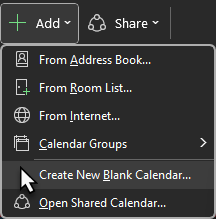 Add Share
From Address Book...
From Room List...
From Internet...
Calendar Groups
Create New Blank Calendar...
Open Shared Calendar...